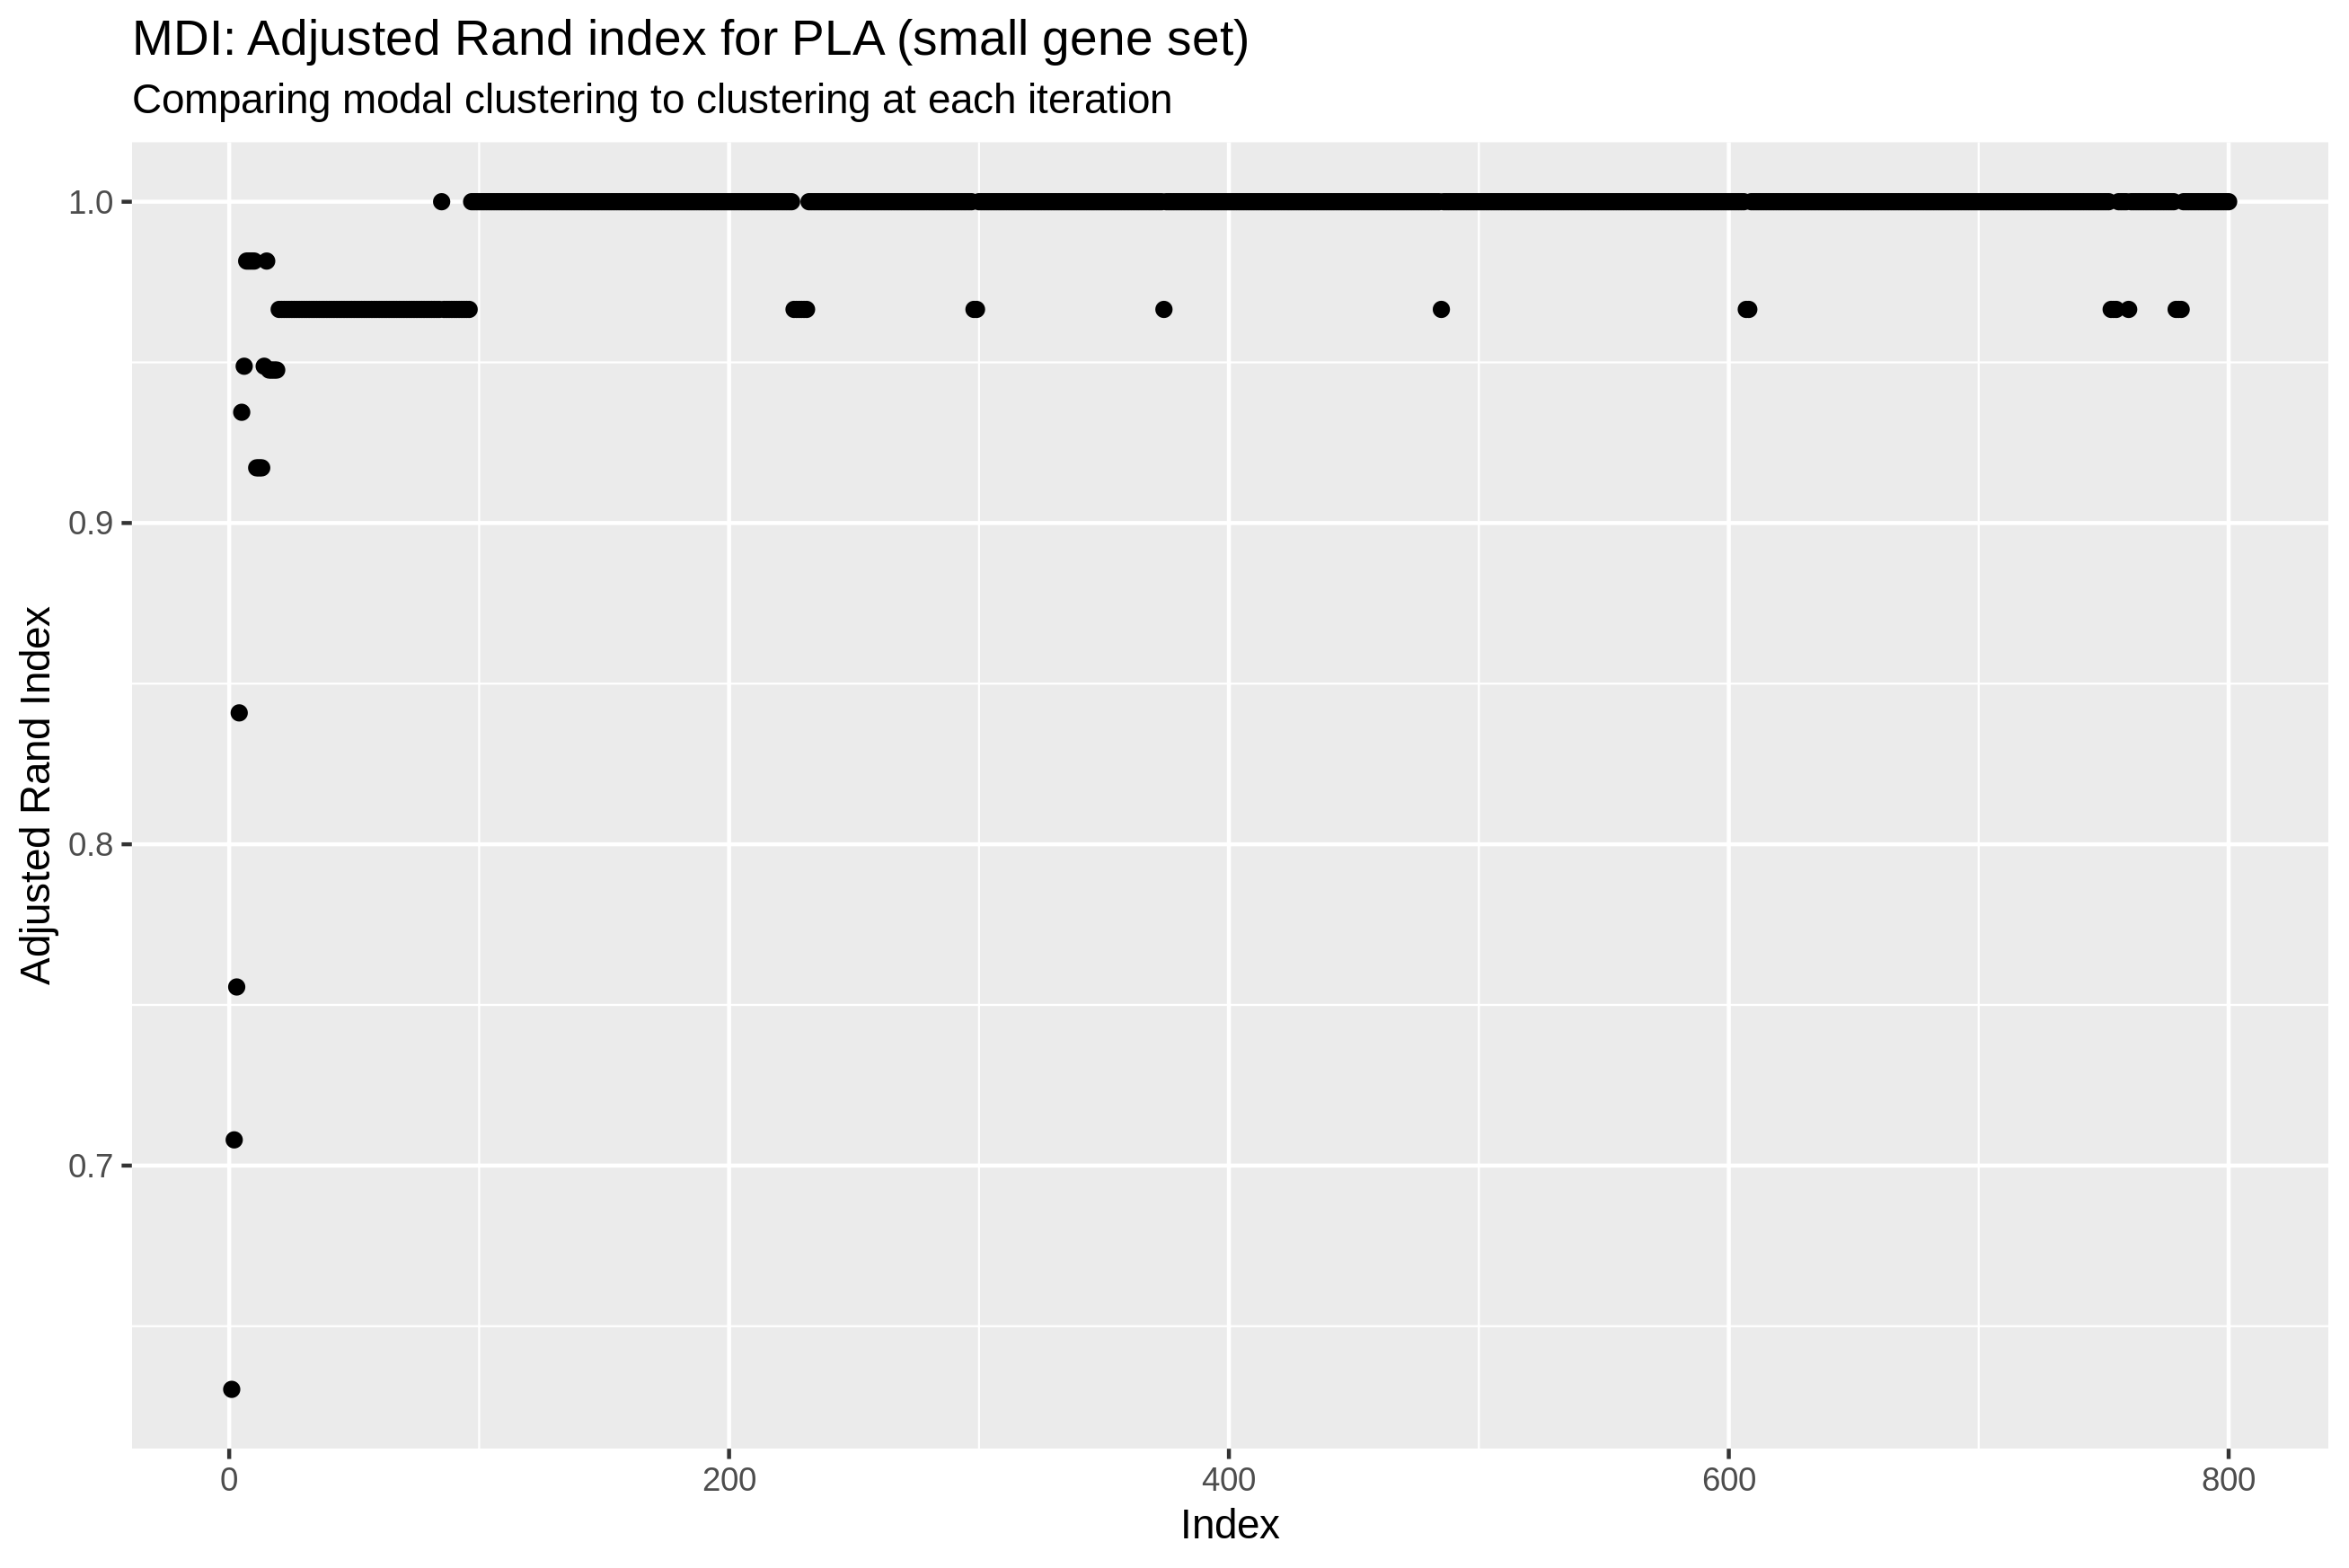 MDI: Adjusted Rand index for PLA (small gene set)
Comparing modal clustering to clustering at each iteration
Adjusted Rand Index
1.0
0.9
0.8
0.7
0
200
400
600
800
Index